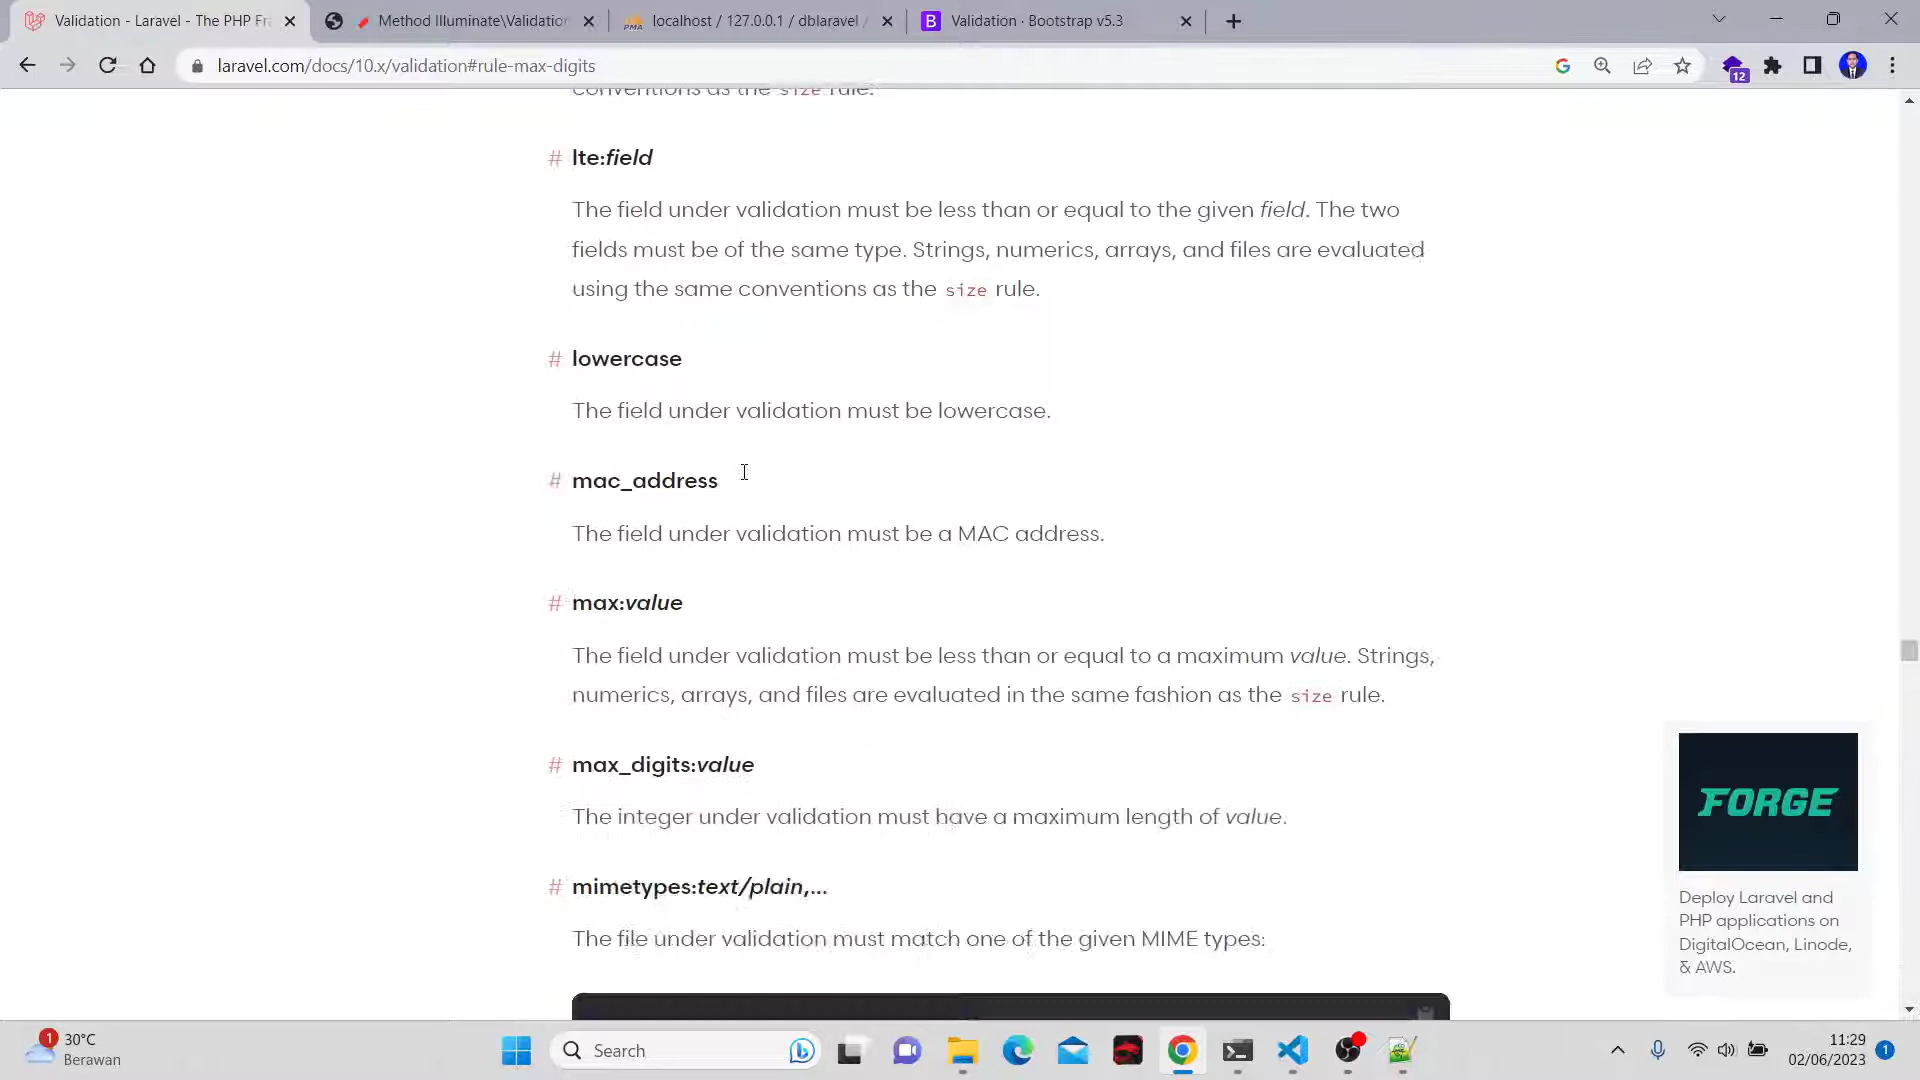 Validation - Laravel - The PHP Fra
Method Illuminate\Validation
localhost / 127.0.0.1 / dblaravel /
Validation · Bootstrap v5.3
laravel.com/docs/10.x/validation#rule-max-digits
12
conventions as the size rule.
# lte:field
The field under validation must be less than or equal to the given field. The two
fields must be of the same type. Strings, numerics, arrays, and files are evaluated
using the same conventions as the size rule.
# lowercase
The field under validation must be lowercase.
# mac_address
The field under validation must be a MAC address.
# max:value
The field under validation must be less than or equal to a maximum value. Strings,
numerics, arrays, and files are evaluated in the same fashion as the size rule.
# max_digits:value
The integer under validation must have a maximum length of value.
# mimetypes:text/plain,...
The file under validation must match one of the given MIME types:
FORGE
Deploy Laravel and
PHP applications on
DigitalOcean, Linode,
& AWS.
1
30°C
Berawan
Search
11:29
02/06/2023
1